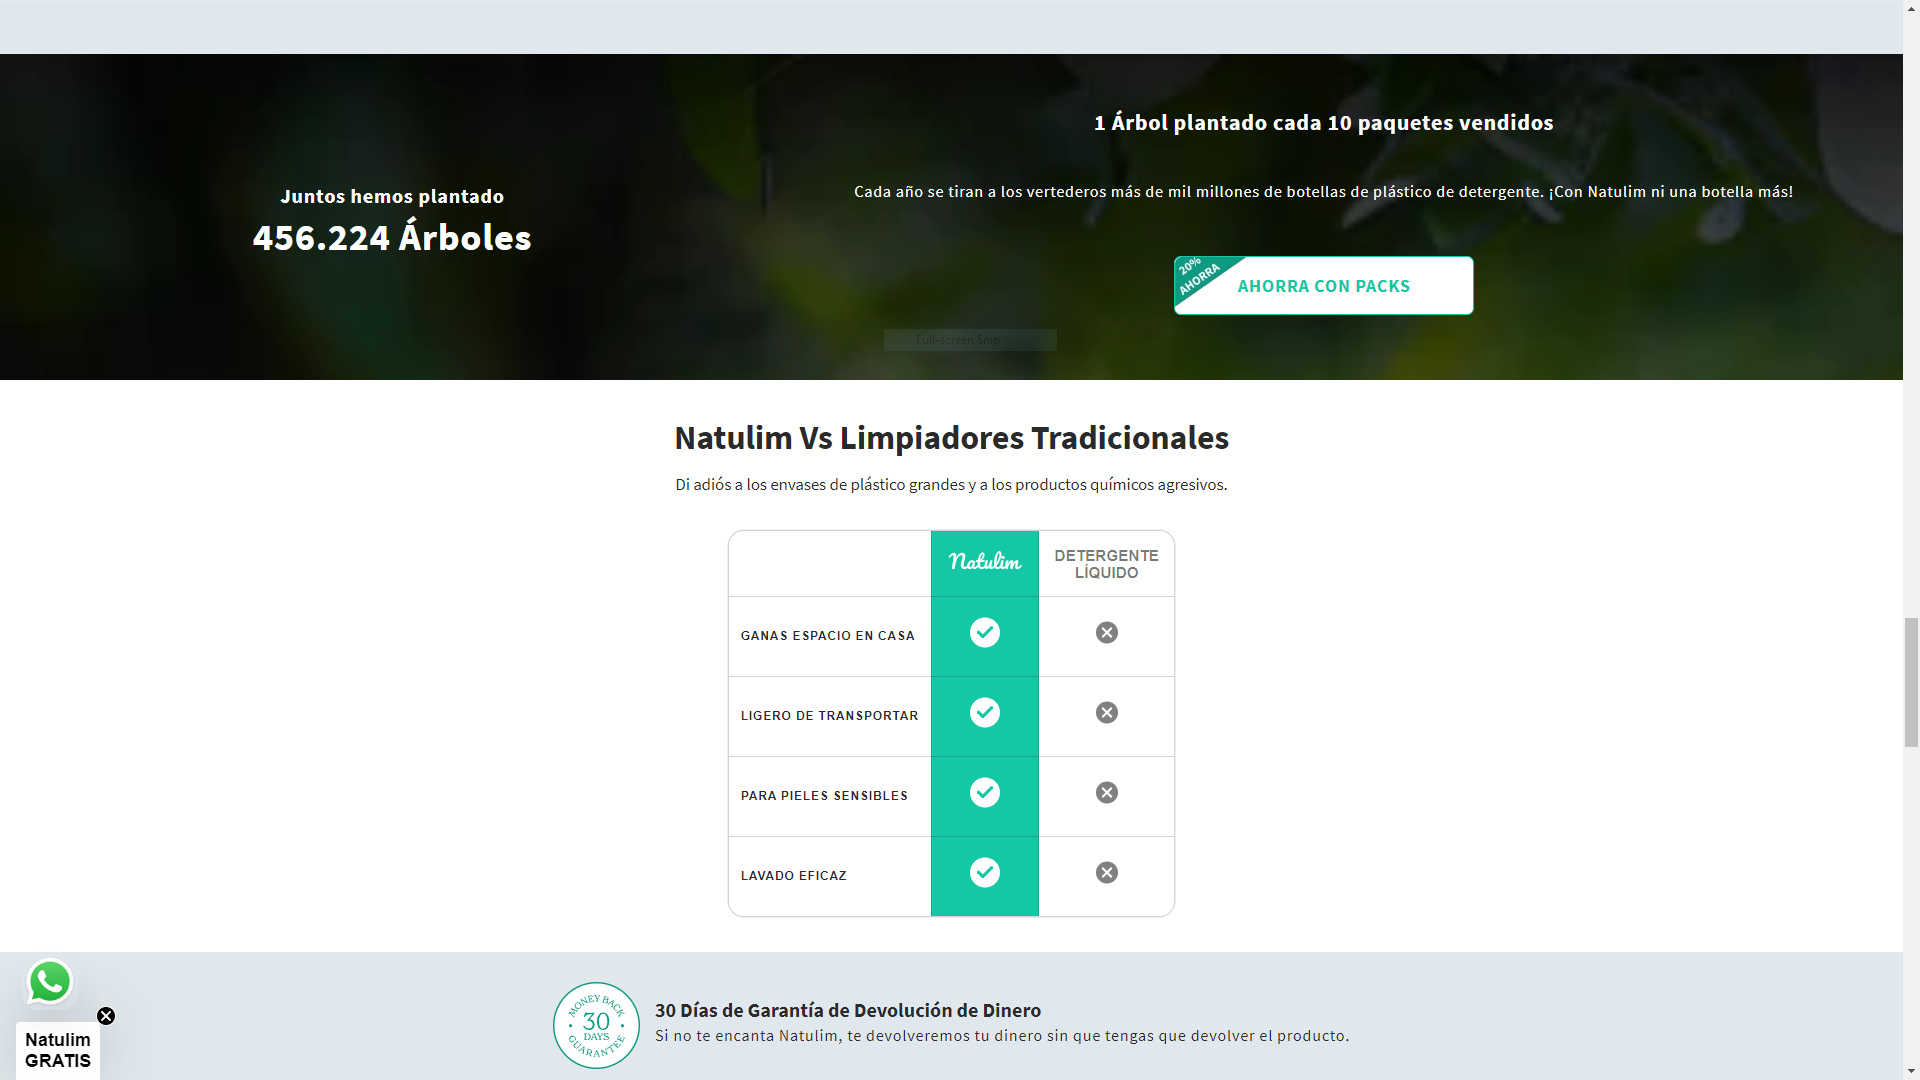 Juntos hemos plantado
456.224 Árboles
1 Árbol plantado cada 10 paquetes vendidos
Cada año se tiran a los vertederos más de mil millones de botellas de plástico de detergente. ¡Con Natulim ni una botella más!
20%
AHORRA
AHORRA CON PACKS
Full-screen Snip
Natulim Vs Limpiadores Tradicionales
Di adiós a los envases de plástico grandes y a los productos químicos agresivos.
Natulim
DETERGENTE
LÍQUIDO
GANAS ESPACIO EN CASA
LIGERO DE TRANSPORTAR
PARA PIELES SENSIBLES
LAVADO EFICAZ
MONEY BACK
30
DAYS
GUARANTEE
30 Días de Garantía de Devolución de Dinero
Si no te encanta Natulim, te devolveremos tu dinero sin que tengas que devolver el producto.
Natulim
GRATIS